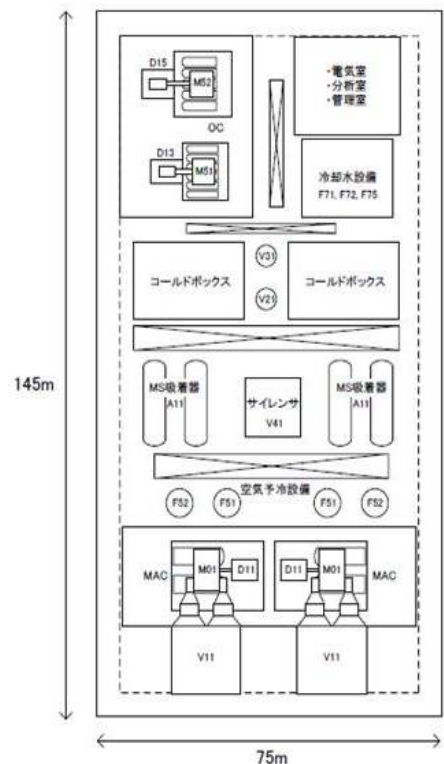 D15
M52
OC
D13
M51
・電気室
・分析室
・管理室
冷却水設備
F71, F72, F75
コールドボックス
V31
V21
コールドボックス
145m
MS吸着器
A11
サイレンサ
V41
MS吸着器
A11
空気予冷設備
F52
F51
F51
F52
MAC
M01
D11
D11
M01
MAC
V11
V11
75m